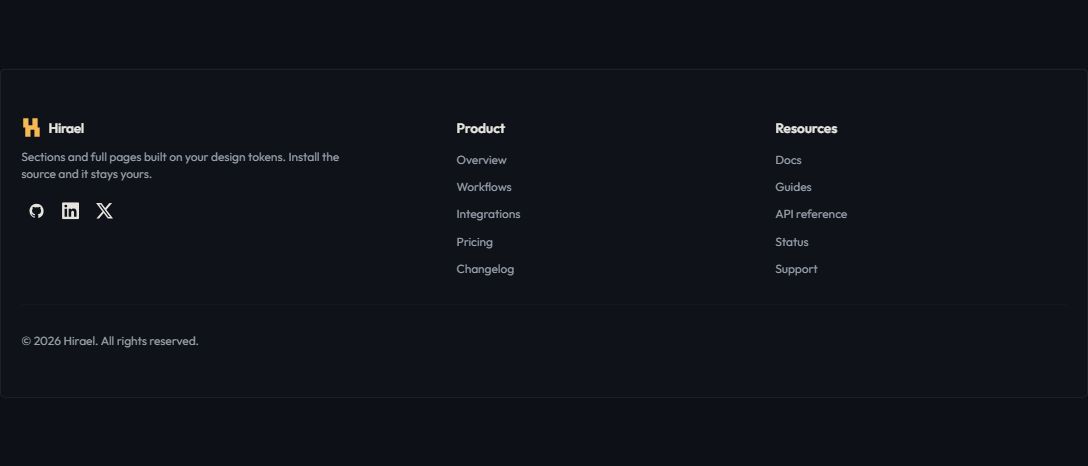 Hirael
Sections and full pages built on your design tokens. Install the
source and it stays yours.
Product
Overview
Workflows
Integrations
Pricing
Changelog
Resources
Docs
Guides
API reference
Status
Support
© 2026 Hirael. All rights reserved.